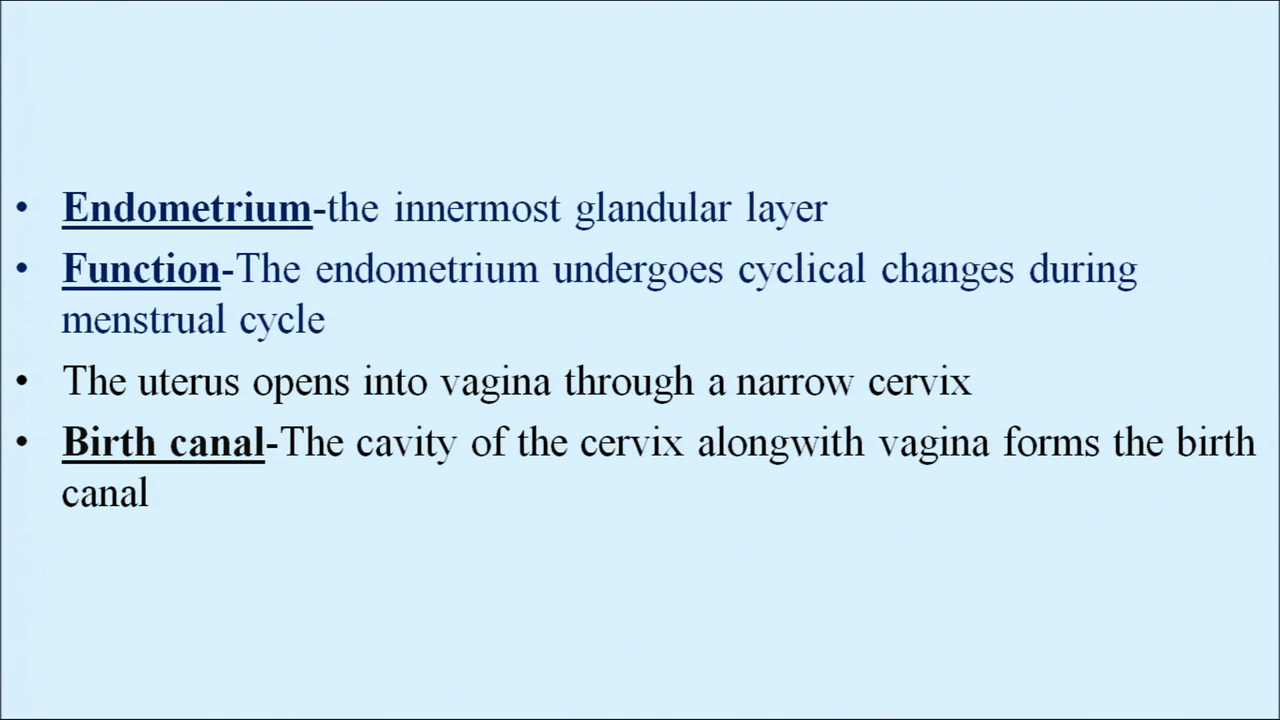 • Endometrium-the innermost glandular layer
• Function-The endometrium undergoes cyclical changes during
menstrual cycle
• The uterus opens into vagina through a narrow cervix
• Birth canal-The cavity of the cervix alongwith vagina forms the birth
canal